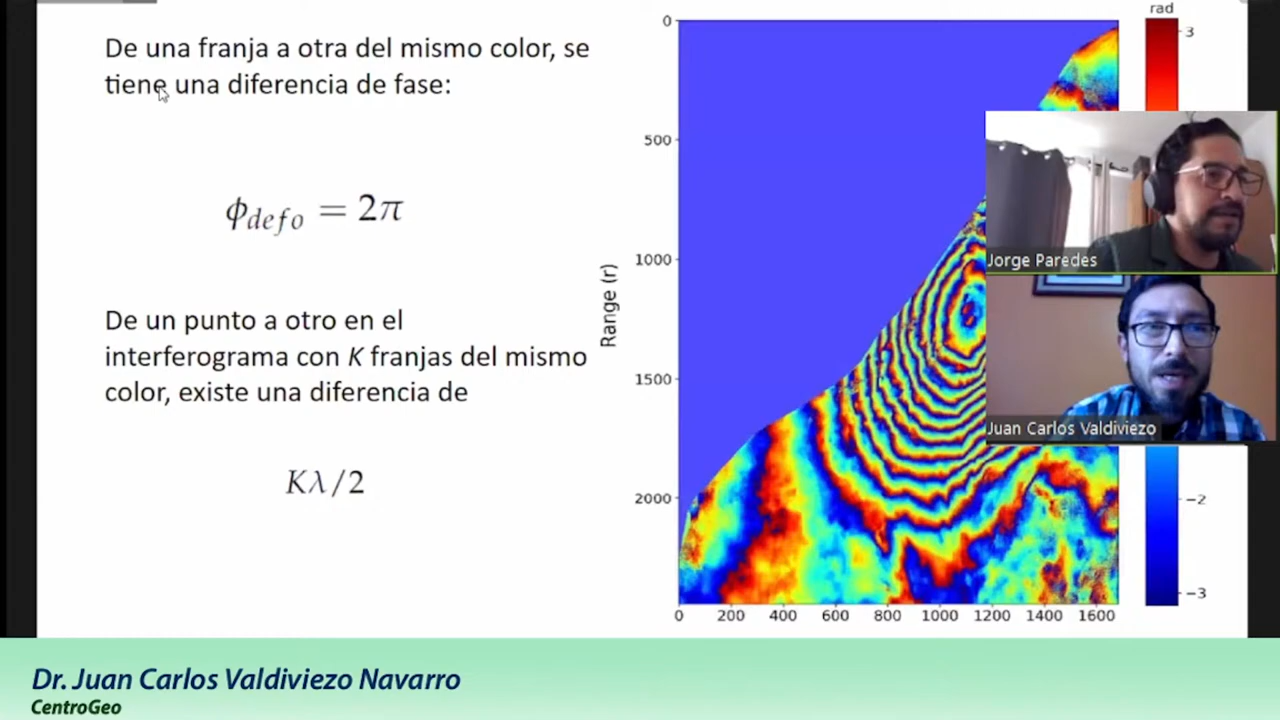 De una franja a otra del mismo color, se
tiene una diferencia de fase:
ϕdefo = 2π
De un punto a otro en el
interferograma con K franjas del mismo
color, existe una diferencia de
Kλ/2
rad
3
−2
−3
Range (r)
0
500
1000
1500
2000
0 200 400 600 800 1000 1200 1400 1600
Jorge Paredes
Juan Carlos Valdiviezo
Dr. Juan Carlos Valdiviezo Navarro
CentroGeo